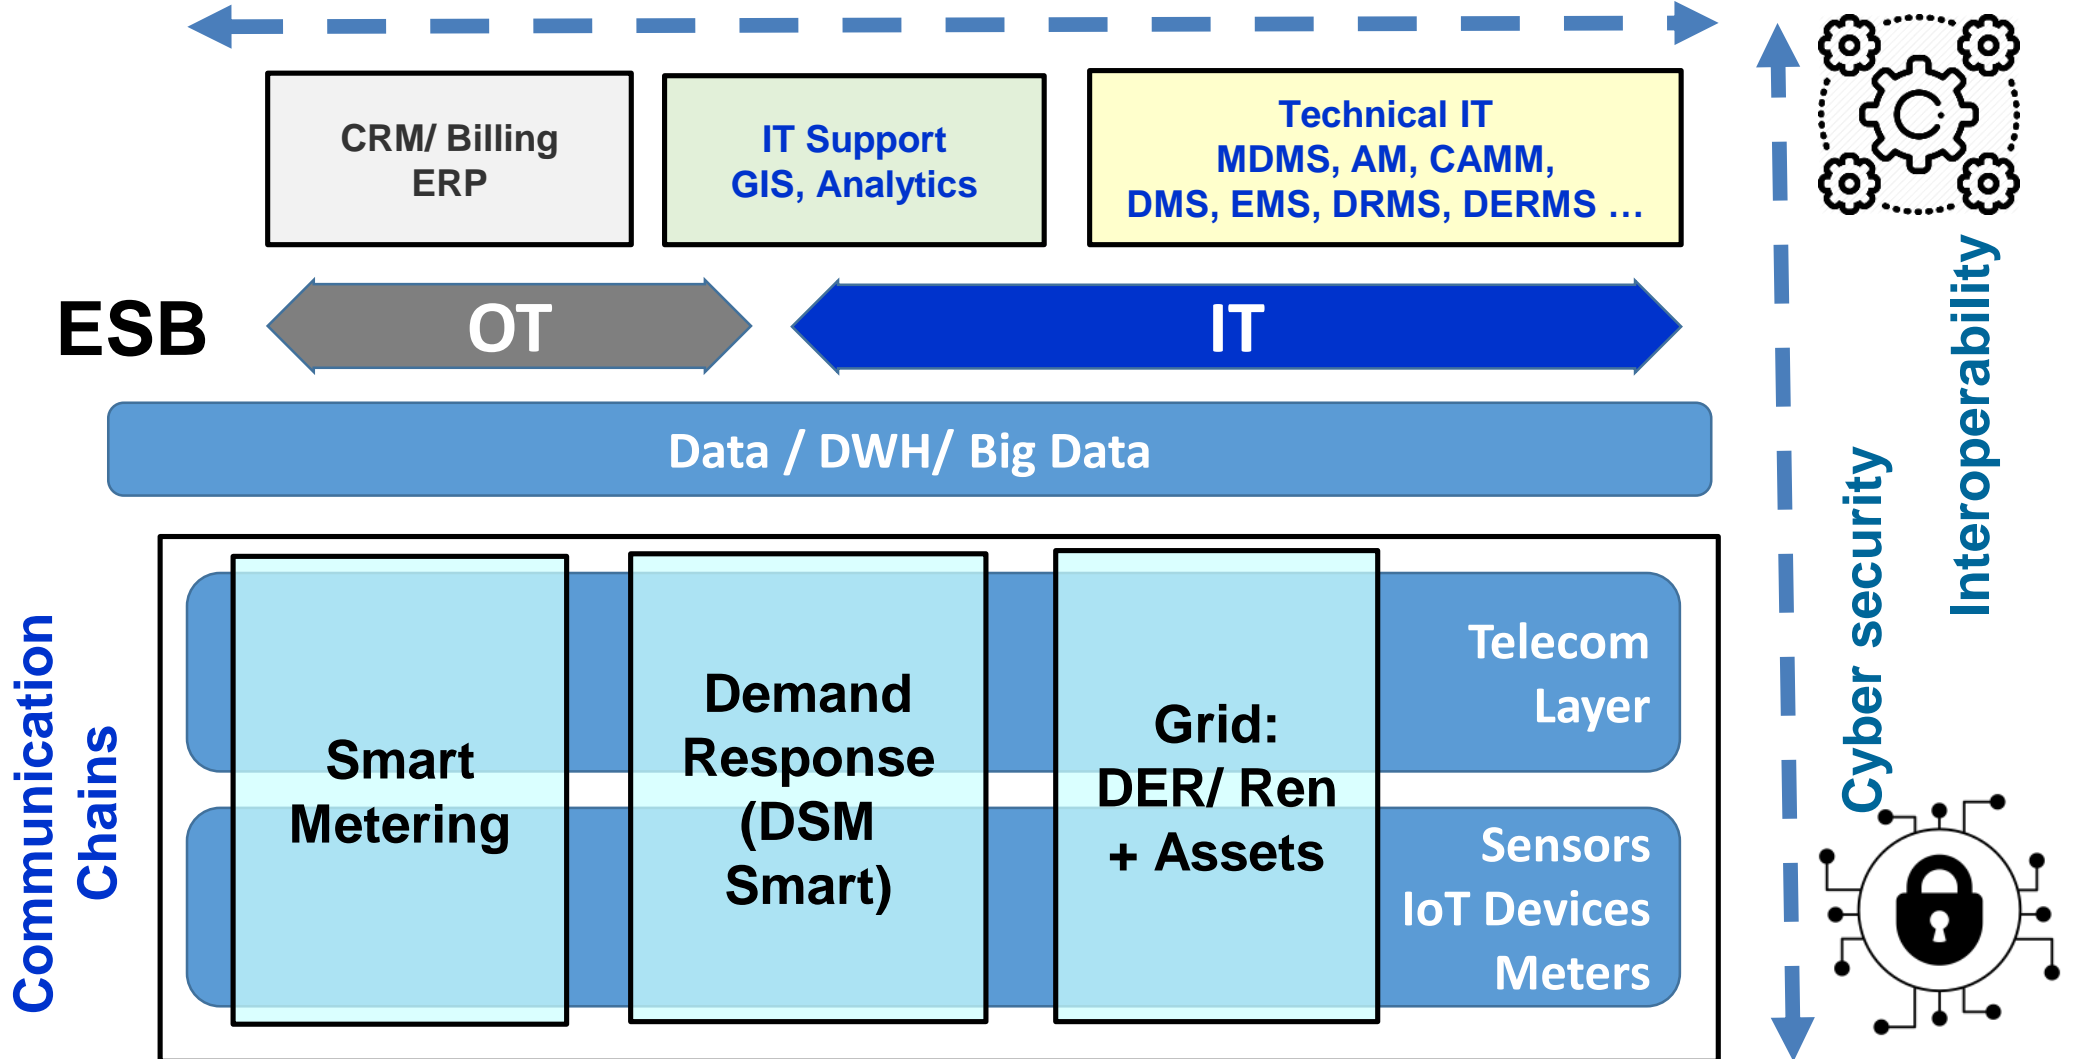 CRM/ Billing
ERP
IT Support
GIS, Analytics
Technical IT
MDMS, AM, CAMM,
DMS, EMS, DRMS, DERMS ...
ESB
OT
IT
Data / DWH/ Big Data
Communication
Chains
Smart
Metering
Demand
Response
(DSM
Smart)
Grid:
DER/ Ren
+ Assets
Telecom
Layer
Sensors
IoT Devices
Meters
Cyber security
Interoperability